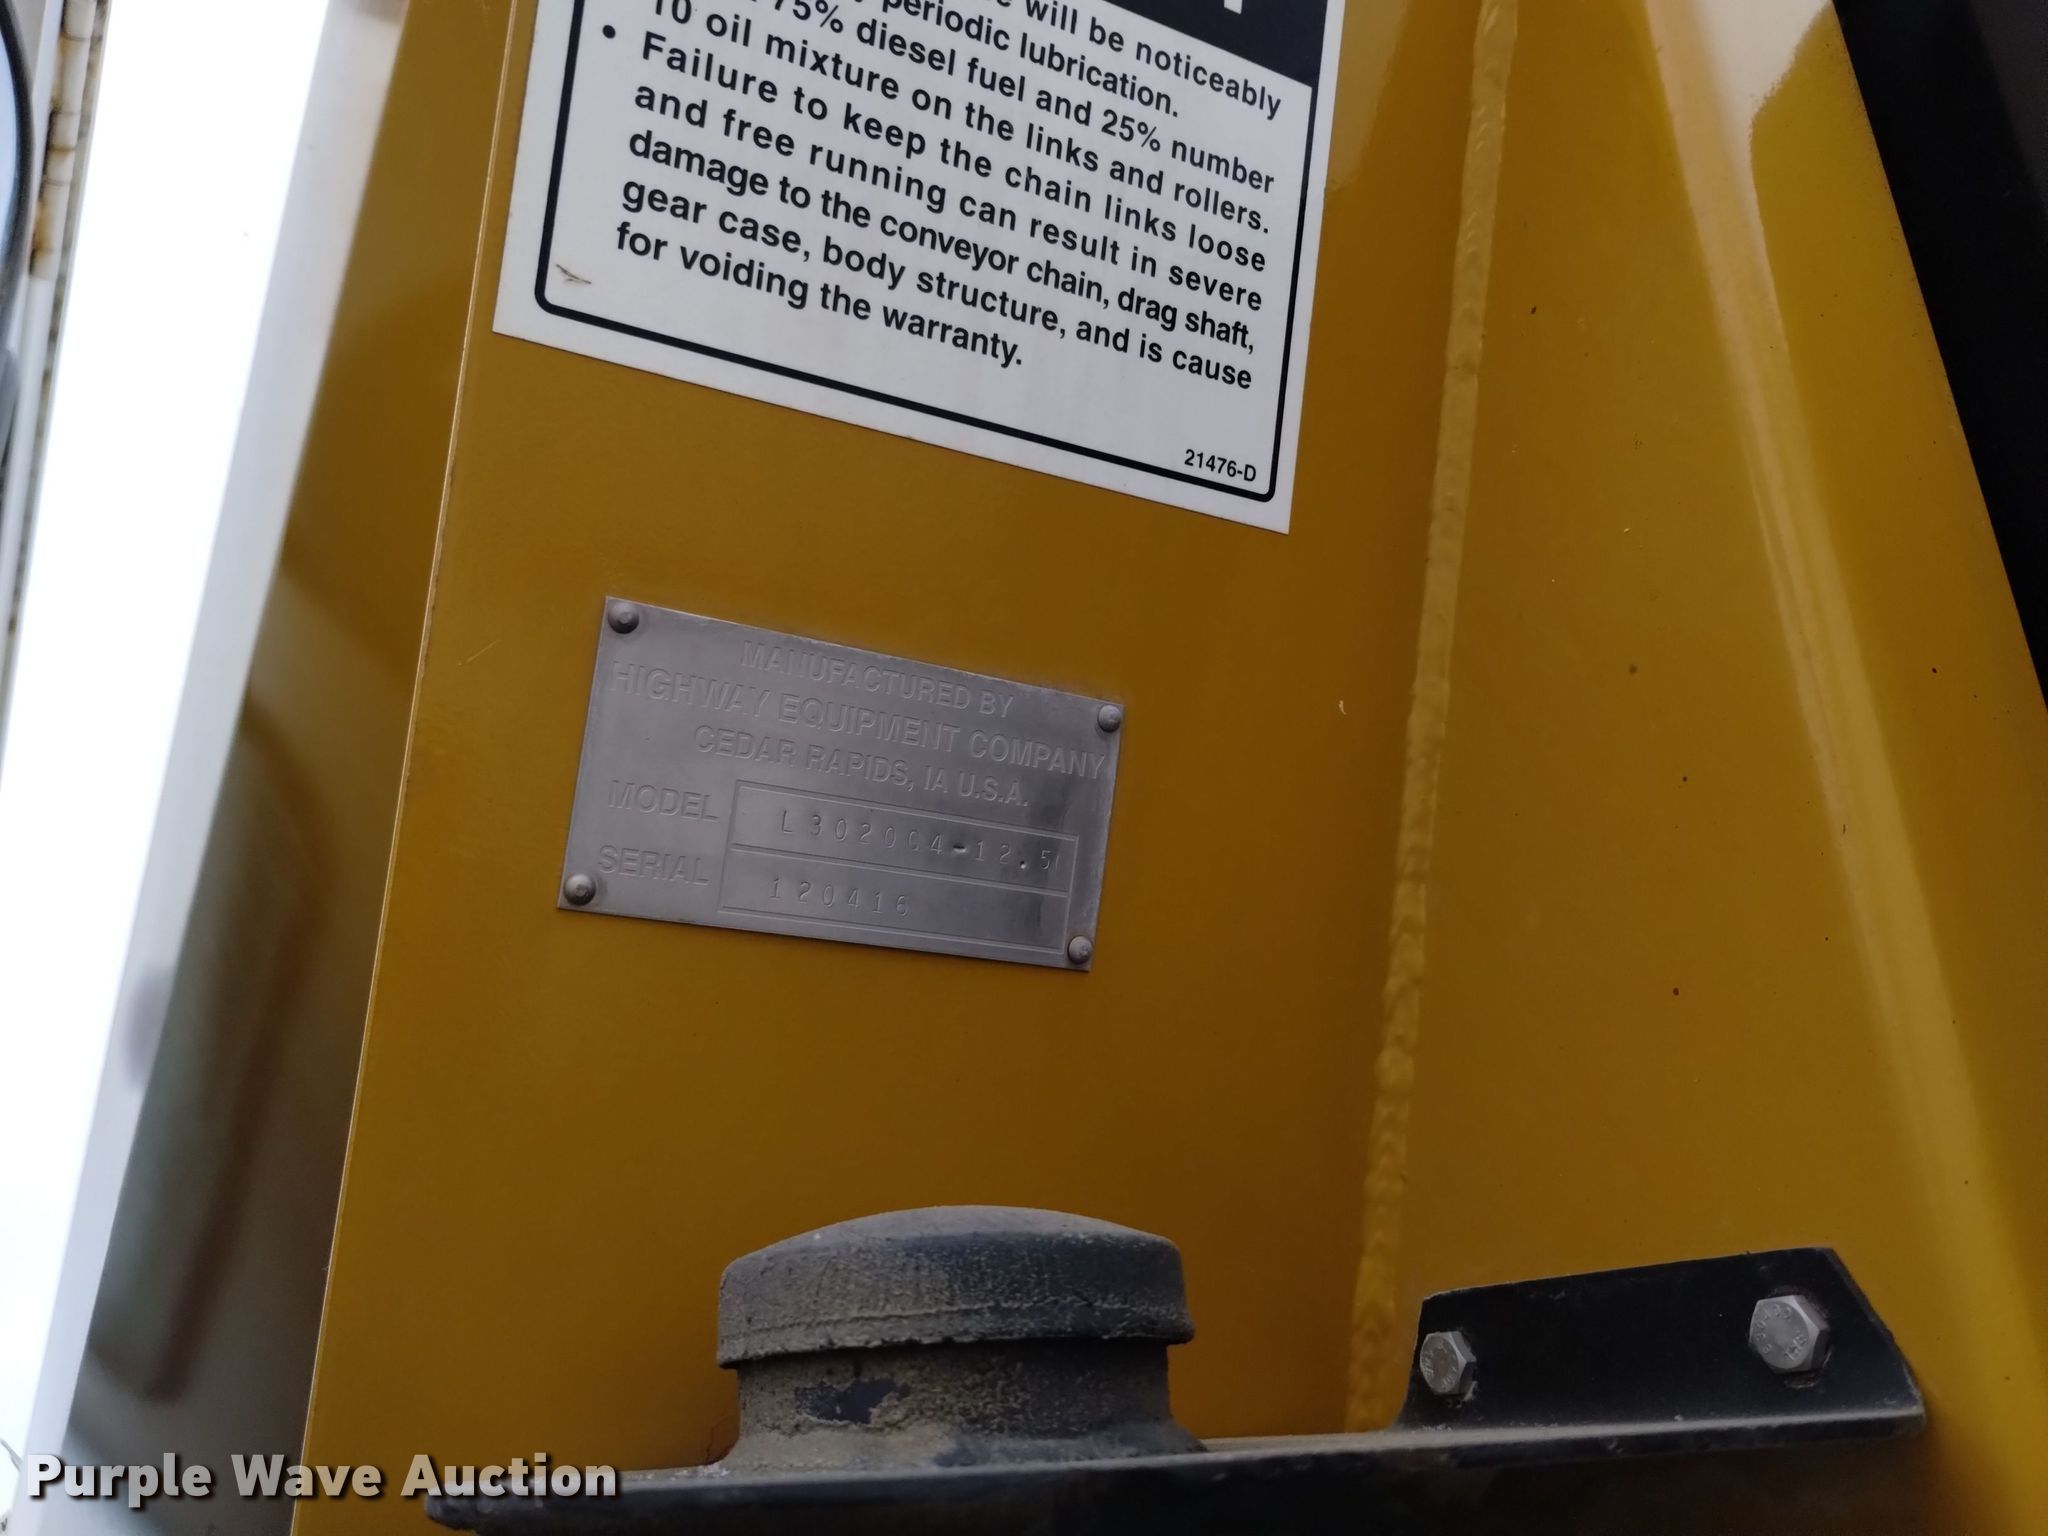 will be noticeably
periodic lubrication.
75% diesel fuel and 25% number
10 oil mixture on the links and rollers.
• Failure to keep the chain links loose
and free running can result in severe
damage to the conveyor chain, drag shaft,
gear case, body structure, and is cause
for voiding the warranty.
21476-D
MANUFACTURED BY
HIGHWAY EQUIPMENT COMPANY
CEDAR RAPIDS, IA U.S.A.
MODEL L3020G4-12.5
SERIAL 120416
Purple Wave Auction